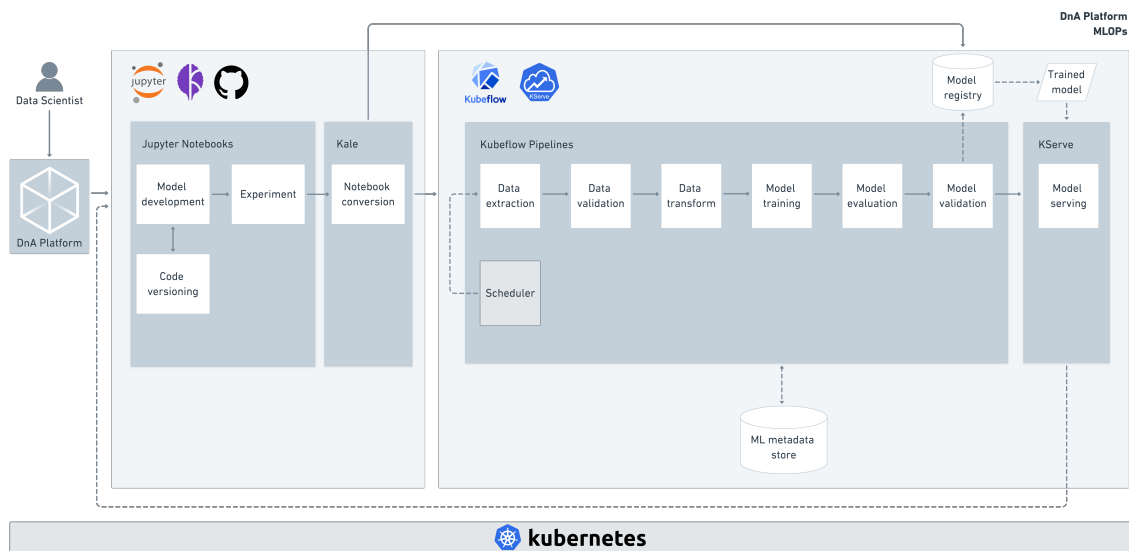 DnA Platform
MLOPs
Data Scientist
DnA Platform
jupyter
Jupyter Notebooks
Model
development
Experiment
Code
versioning
Kale
Notebook
conversion
Kubeflow
KServe
Kubeflow Pipelines
Data
extraction
Data
validation
Data
transform
Model
training
Model
evaluation
Model
validation
Scheduler
Model
registry
Trained
model
KServe
Model
serving
ML metadata
store
kubernetes